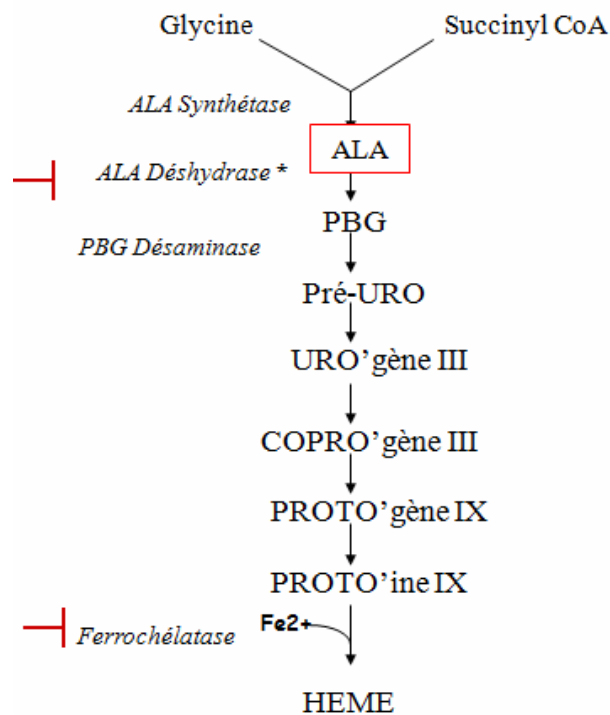 Glycine
Succinyl CoA
ALA Synthétase
ALA
ALA Déshydrase *
PBG
PBG Désaminase
Pré-URO
URO’gène III
COPRO’gène III
PROTO’gène IX
PROTO’ine IX
Fe2+
Ferrochélatase
HEME